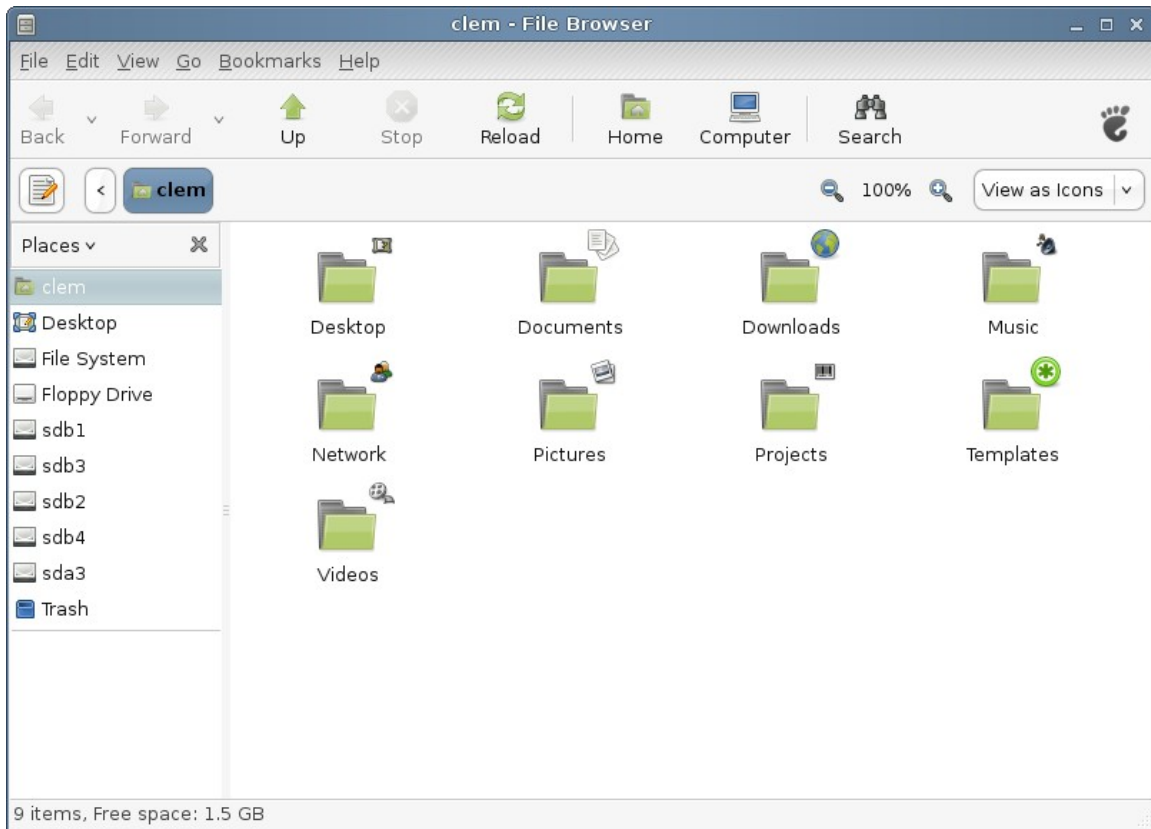 clem - File Browser
File Edit View Go Bookmarks Help
Back Forward Up Stop Reload Home Computer Search
clem 100% View as Icons
Places
clem
Desktop
File System
Floppy Drive
sdb1
sdb3
sdb2
sdb4
sda3
Trash
Desktop Documents Downloads Music
Network Pictures Projects Templates
Videos
9 items, Free space: 1.5 GB